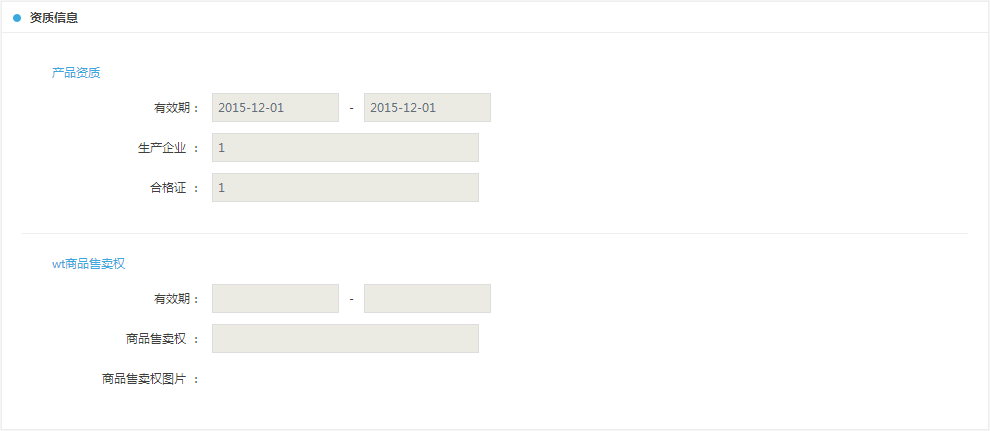 资质信息
产品资质
有效期： 2015-12-01 - 2015-12-01
生产企业 ： 1
合格证 ： 1
wt商品售卖权
有效期： -
商品售卖权 ：
商品售卖权图片 ：